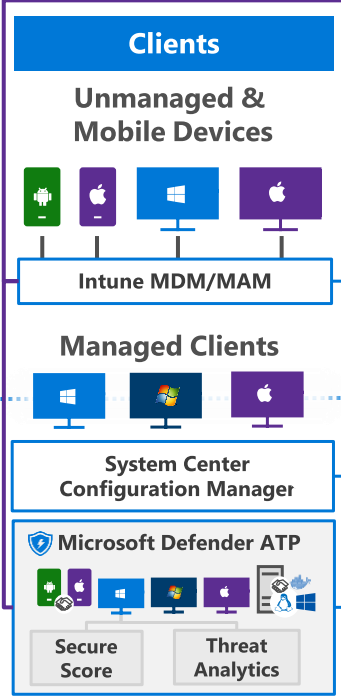 Clients
Unmanaged &
Mobile Devices
Intune MDM/MAM
Managed Clients
System Center
Configuration Manager
Microsoft Defender ATP
Secure
Score
Threat
Analytics